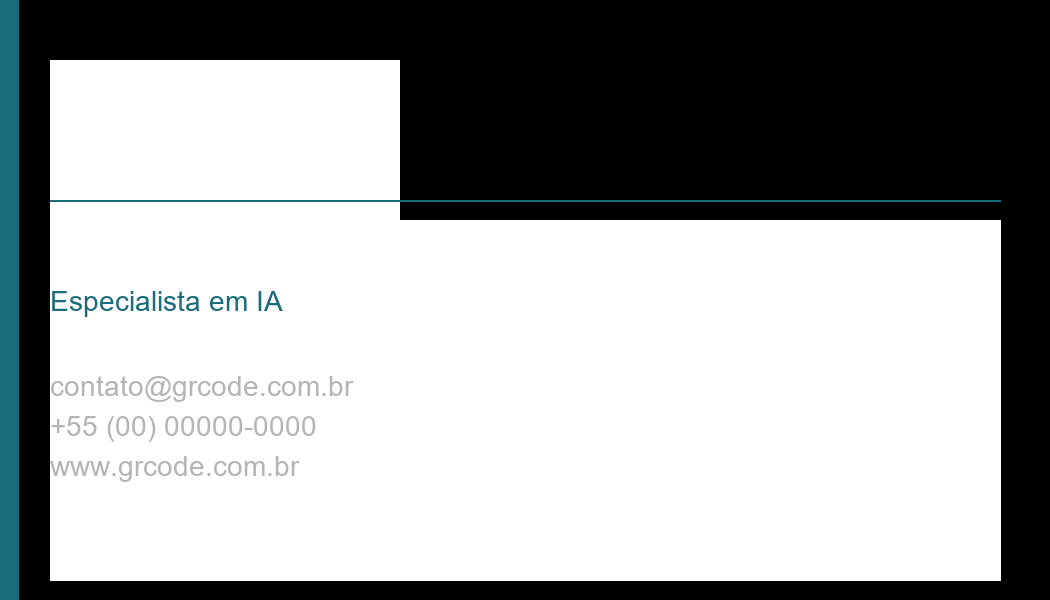 Especialista em IA
contato@grcode.com.br
+55 (00) 00000-0000
www.grcode.com.br